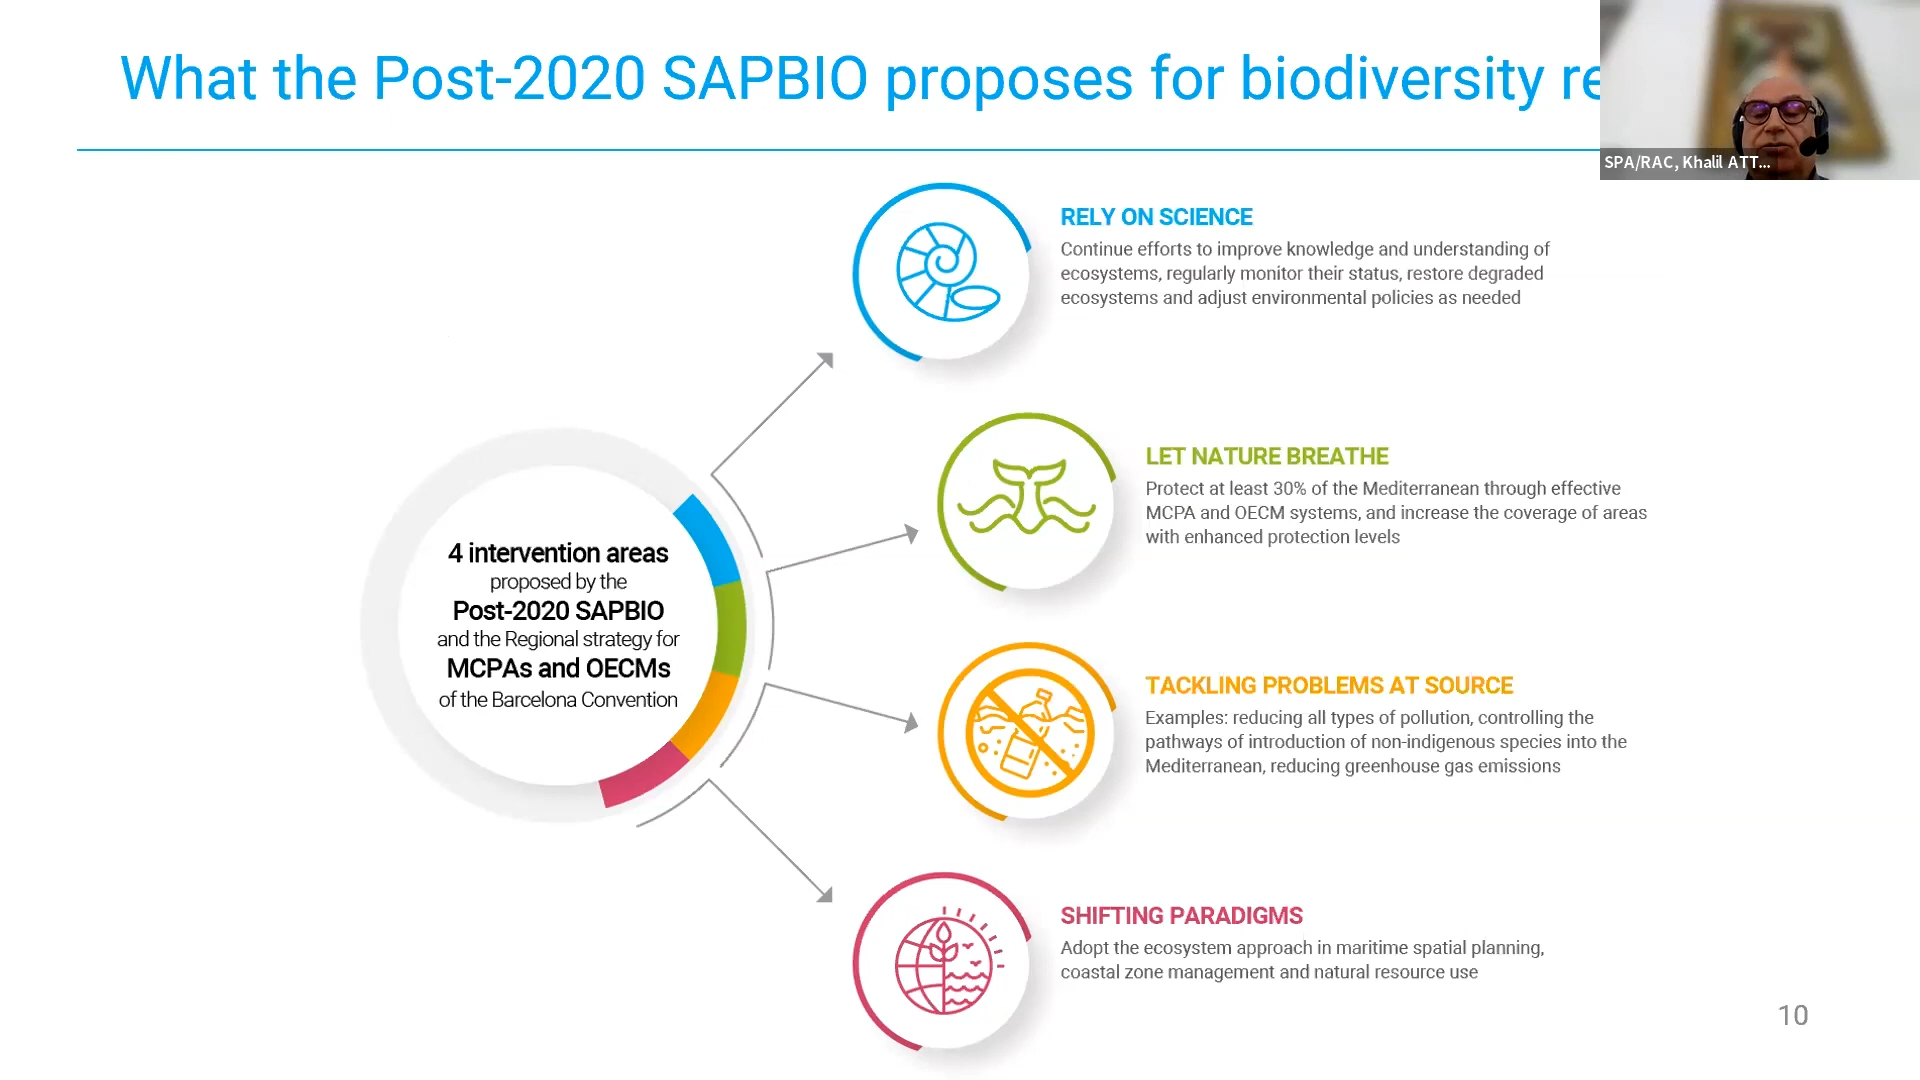 What the Post-2020 SAPBIO proposes for biodiversity
SPA/RAC, Khalil ATT...
RELY ON SCIENCE
Continue efforts to improve knowledge and understanding of
ecosystems, regularly monitor their status, restore degraded
ecosystems and adjust environmental policies as needed
LET NATURE BREATHE
Protect at least 30% of the Mediterranean through effective
MCPA and OECM systems, and increase the coverage of areas
with enhanced protection levels
4 intervention areas
proposed by the
Post-2020 SAPBIO
and the Regional strategy for
MCPAs and OECMs
of the Barcelona Convention
TACKLING PROBLEMS AT SOURCE
Examples: reducing all types of pollution, controlling the
pathways of introduction of non-indigenous species into the
Mediterranean, reducing greenhouse gas emissions
SHIFTING PARADIGMS
Adopt the ecosystem approach in maritime spatial planning,
coastal zone management and natural resource use
10